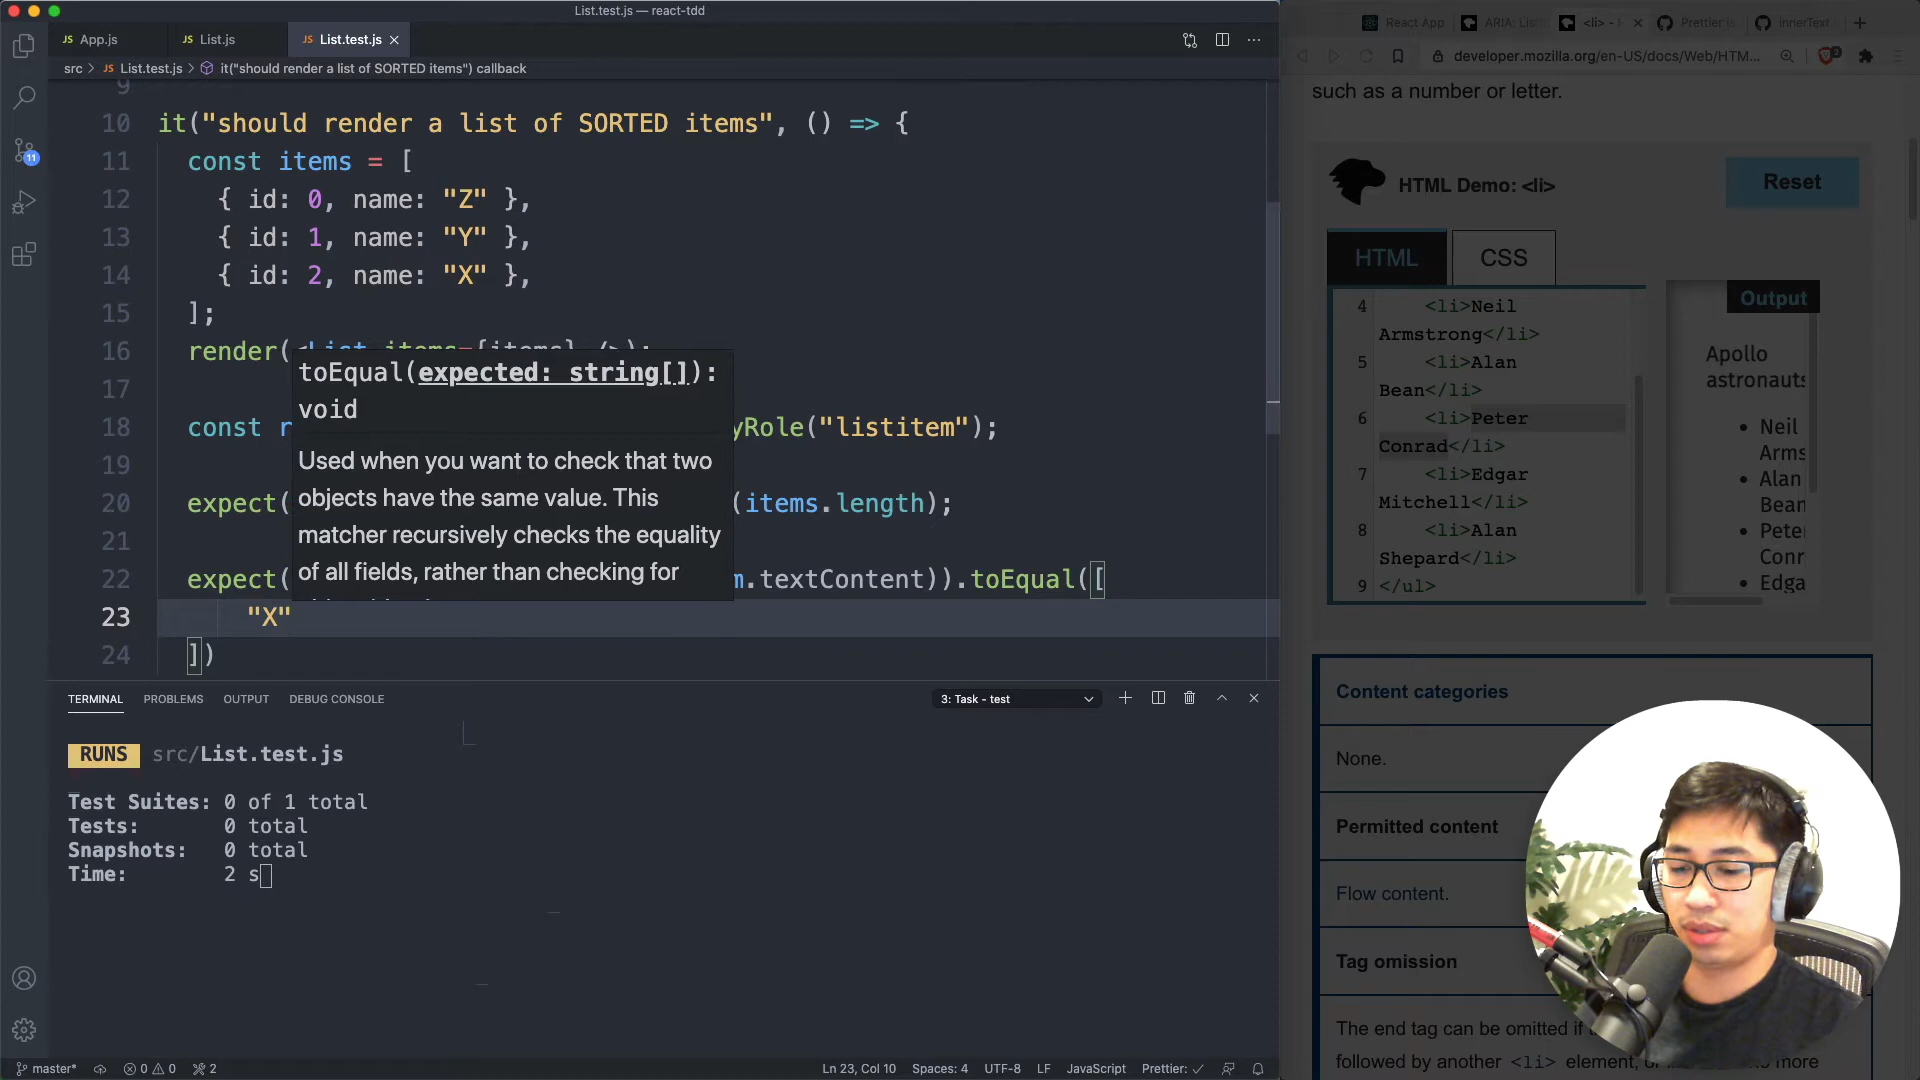 List.test.js — react-tdd
JS App.js
JS List.js
JS List.test.js
src > JS List.test.js > it("should render a list of SORTED items") callback
9
10 it("should render a list of SORTED items", () => {
11 const items = [
12 { id: 0, name: "Z" },
13 { id: 1, name: "Y" },
14 { id: 2, name: "X" },
15 ];
16 render(<List items={items} />);
17
18 const r yRole("listitem");
19
20 expect( (items.length);
21
22 expect( m.textContent)).toEqual([
23 "X"
24 ])
toEqual(expected: string[]):
void
Used when you want to check that two
objects have the same value. This
matcher recursively checks the equality
of all fields, rather than checking for
11
TERMINAL PROBLEMS OUTPUT DEBUG CONSOLE
3: Task - test
RUNS src/List.test.js
Test Suites: 0 of 1 total
Tests: 0 total
Snapshots: 0 total
Time: 2 s
master* 0 0 2
Ln 23, Col 10 Spaces: 4 UTF-8 LF JavaScript Prettier: ✓
React App
ARIA: Lis
<li> -
Prettier is
innerText
developer.mozilla.org/en-US/docs/Web/HTM...
2
such as a number or letter.
HTML Demo: <li>
Reset
HTML CSS
4 <li>Neil
Armstrong</li>
5 <li>Alan
Bean</li>
6 <li>Peter
Conrad</li>
7 <li>Edgar
Mitchell</li>
8 <li>Alan
Shepard</li>
9 </ul>
Output
Apollo
astronauts
• Neil
Arms
• Alan
Bean
• Pete
Conr
• Edga
Content categories
None.
Permitted content
Flow content.
Tag omission
The end tag can be omitted if
followed by another <li> element, or more